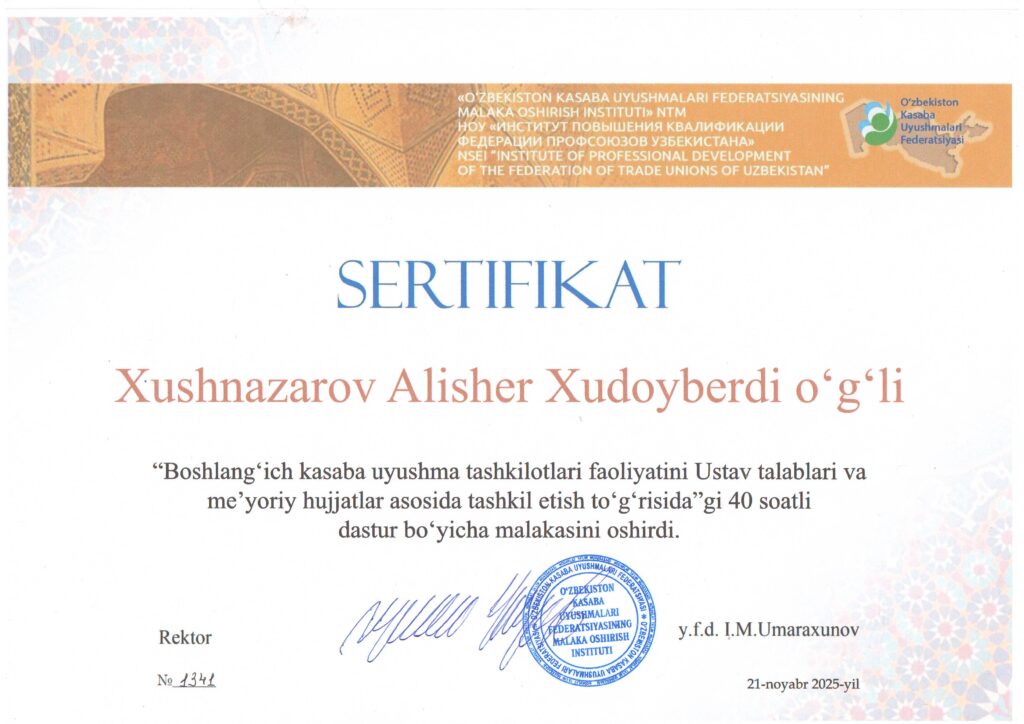 «O‘ZBEKISTON KASABA UYUSHMALARI FEDERATSIYASINING
MALAKA OSHIRISH INSTITUTI» NTM
НОУ «ИНСТИТУТ ПОВЫШЕНИЯ КВАЛИФИКАЦИИ
ФЕДЕРАЦИИ ПРОФСОЮЗОВ УЗБЕКИСТАНА»
NSEI "INSTITUTE OF PROFESSIONAL DEVELOPMENT
OF THE FEDERATION OF TRADE UNIONS OF UZBEKISTAN"
O‘zbekiston
Kasaba
Uyushmalari
Federatsiyasi
SERTIFIKAT
Xushnazarov Alisher Xudoyberdi o‘g‘li
“Boshlang‘ich kasaba uyushma tashkilotlari faoliyatini Ustav talablari va
me’yoriy hujjatlar asosida tashkil etish to‘g‘risida”gi 40 soatli
dastur bo‘yicha malakasini oshirdi.
O‘ZBEKISTON
KASABA
UYUSHMALARI
FEDERATSIYASINING
MALAKA OSHIRISH
INSTITUTI
Rektor
y.f.d. I.M.Umaraxunov
№ 1341
21-noyabr 2025-yil